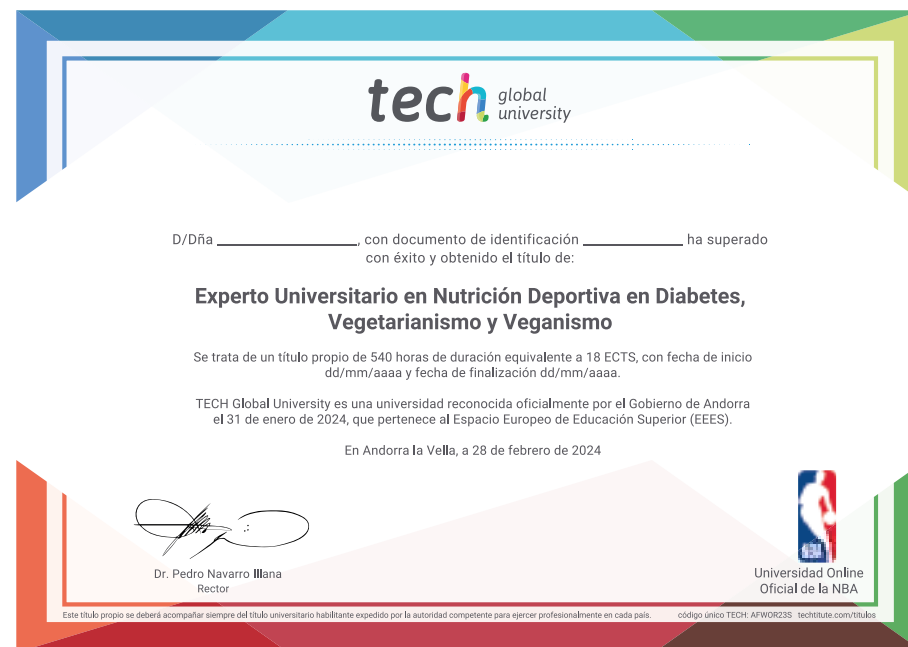 tech global university
D/Dña ____________________, con documento de identificación ______________ ha superado
con éxito y obtenido el título de:
Experto Universitario en Nutrición Deportiva en Diabetes,
Vegetarianismo y Veganismo
Se trata de un título propio de 540 horas de duración equivalente a 18 ECTS, con fecha de inicio
dd/mm/aaaa y fecha de finalización dd/mm/aaaa.
TECH Global University es una universidad reconocida oficialmente por el Gobierno de Andorra
el 31 de enero de 2024, que pertenece al Espacio Europeo de Educación Superior (EEES).
En Andorra la Vella, a 28 de febrero de 2024
Dr. Pedro Navarro Illana
Rector
NBA
Universidad Online
Oficial de la NBA
Este título propio se deberá acompañar siempre del título universitario habilitante expedido por la autoridad competente para ejercer profesionalmente en cada país.
código único TECH: AFWOR23S techtitute.com/titulos